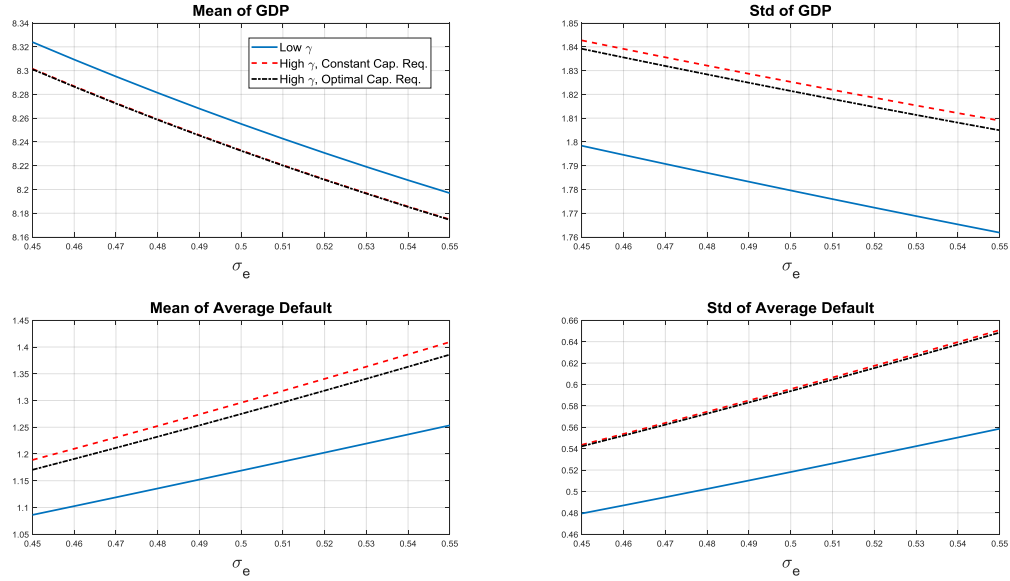 Mean of GDP
8.34
8.32
8.3
8.28
8.26
8.24
8.22
8.2
8.18
8.16
0.45 0.46 0.47 0.48 0.49 0.5 0.51 0.52 0.53 0.54 0.55
σe
Low γ
High γ, Constant Cap. Req.
High γ, Optimal Cap. Req.
Std of GDP
1.85
1.84
1.83
1.82
1.81
1.8
1.79
1.78
1.77
1.76
0.45 0.46 0.47 0.48 0.49 0.5 0.51 0.52 0.53 0.54 0.55
σe
Mean of Average Default
1.45
1.4
1.35
1.3
1.25
1.2
1.15
1.1
1.05
0.45 0.46 0.47 0.48 0.49 0.5 0.51 0.52 0.53 0.54 0.55
σe
Std of Average Default
0.66
0.64
0.62
0.6
0.58
0.56
0.54
0.52
0.5
0.48
0.46
0.45 0.46 0.47 0.48 0.49 0.5 0.51 0.52 0.53 0.54 0.55
σe